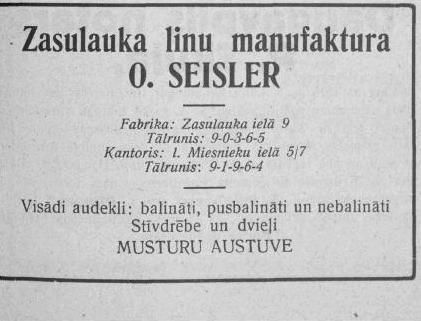 Zasulauka linu manufaktura
O. SEISLER
Fabrika: Zasulauka ielā 9
Tālrunis: 9-0-3-6-5
Kantoris: l. Miesnieku ielā 5/7
Tālrunis: 9-1-9-6-4
Visādi audekli: balināti, pusbalināti un nebalināti
Stīvdrēbe un dvieļi
MUSTURU AUSTUVE